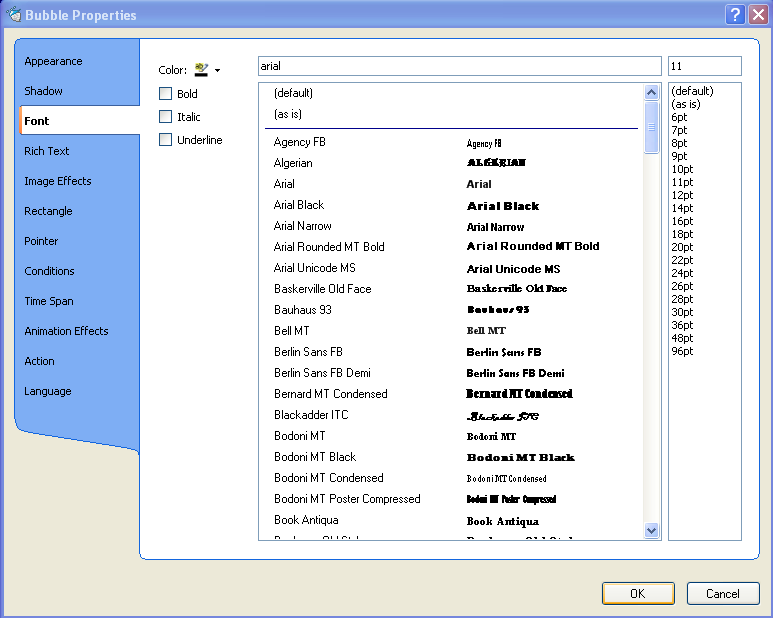 Bubble Properties
?
Appearance
Shadow
Font
Rich Text
Image Effects
Rectangle
Pointer
Conditions
Time Span
Animation Effects
Action
Language
Color:
Bold
Italic
Underline
arial
(default)
(as is)
Agency FB Agency FB
Algerian ALGERIAN
Arial Arial
Arial Black Arial Black
Arial Narrow Arial Narrow
Arial Rounded MT Bold Arial Rounded MT Bold
Arial Unicode MS Arial Unicode MS
Baskerville Old Face Baskerville Old Face
Bauhaus 93 Bauhaus 93
Bell MT Bell MT
Berlin Sans FB Berlin Sans FB
Berlin Sans FB Demi Berlin Sans FB Demi
Bernard MT Condensed Bernard MT Condensed
Blackadder ITC Blackadder ITC
Bodoni MT Bodoni MT
Bodoni MT Black Bodoni MT Black
Bodoni MT Condensed Bodoni MT Condensed
Bodoni MT Poster Compressed Bodoni MT Poster Compressed
Book Antiqua Book Antiqua
11
(default)
(as is)
6pt
7pt
8pt
9pt
10pt
11pt
12pt
14pt
16pt
18pt
20pt
22pt
24pt
26pt
28pt
30pt
36pt
48pt
96pt
OK
Cancel